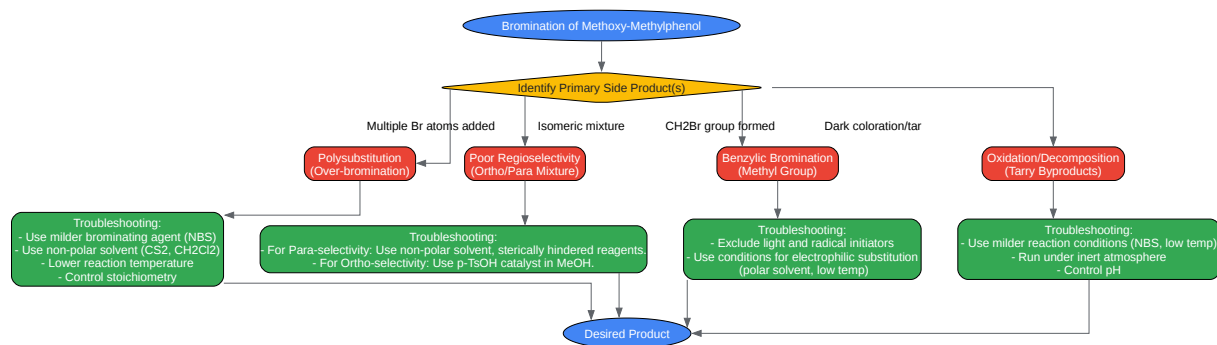 Bromination of Methoxy-Methylphenol
Identify Primary Side Product(s)
Multiple Br atoms added
Isomeric mixture
CH2Br group formed
Dark coloration/tar
Polysubstitution
(Over-bromination)
Poor Regioselectivity
(Ortho/Para Mixture)
Benzylic Bromination
(Methyl Group)
Oxidation/Decomposition
(Tarry Byproducts)
Troubleshooting:
- Use milder brominating agent (NBS)
- Use non-polar solvent (CS2, CH2Cl2)
- Lower reaction temperature
- Control stoichiometry
Troubleshooting:
- For Para-selectivity: Use non-polar solvent, sterically hindered reagents.
- For Ortho-selectivity: Use p-TsOH catalyst in MeOH.
Troubleshooting:
- Exclude light and radical initiators
- Use conditions for electrophilic substitution
(polar solvent, low temp)
Troubleshooting:
- Use milder reaction conditions (NBS, low temp)
- Run under inert atmosphere
- Control pH
Desired Product